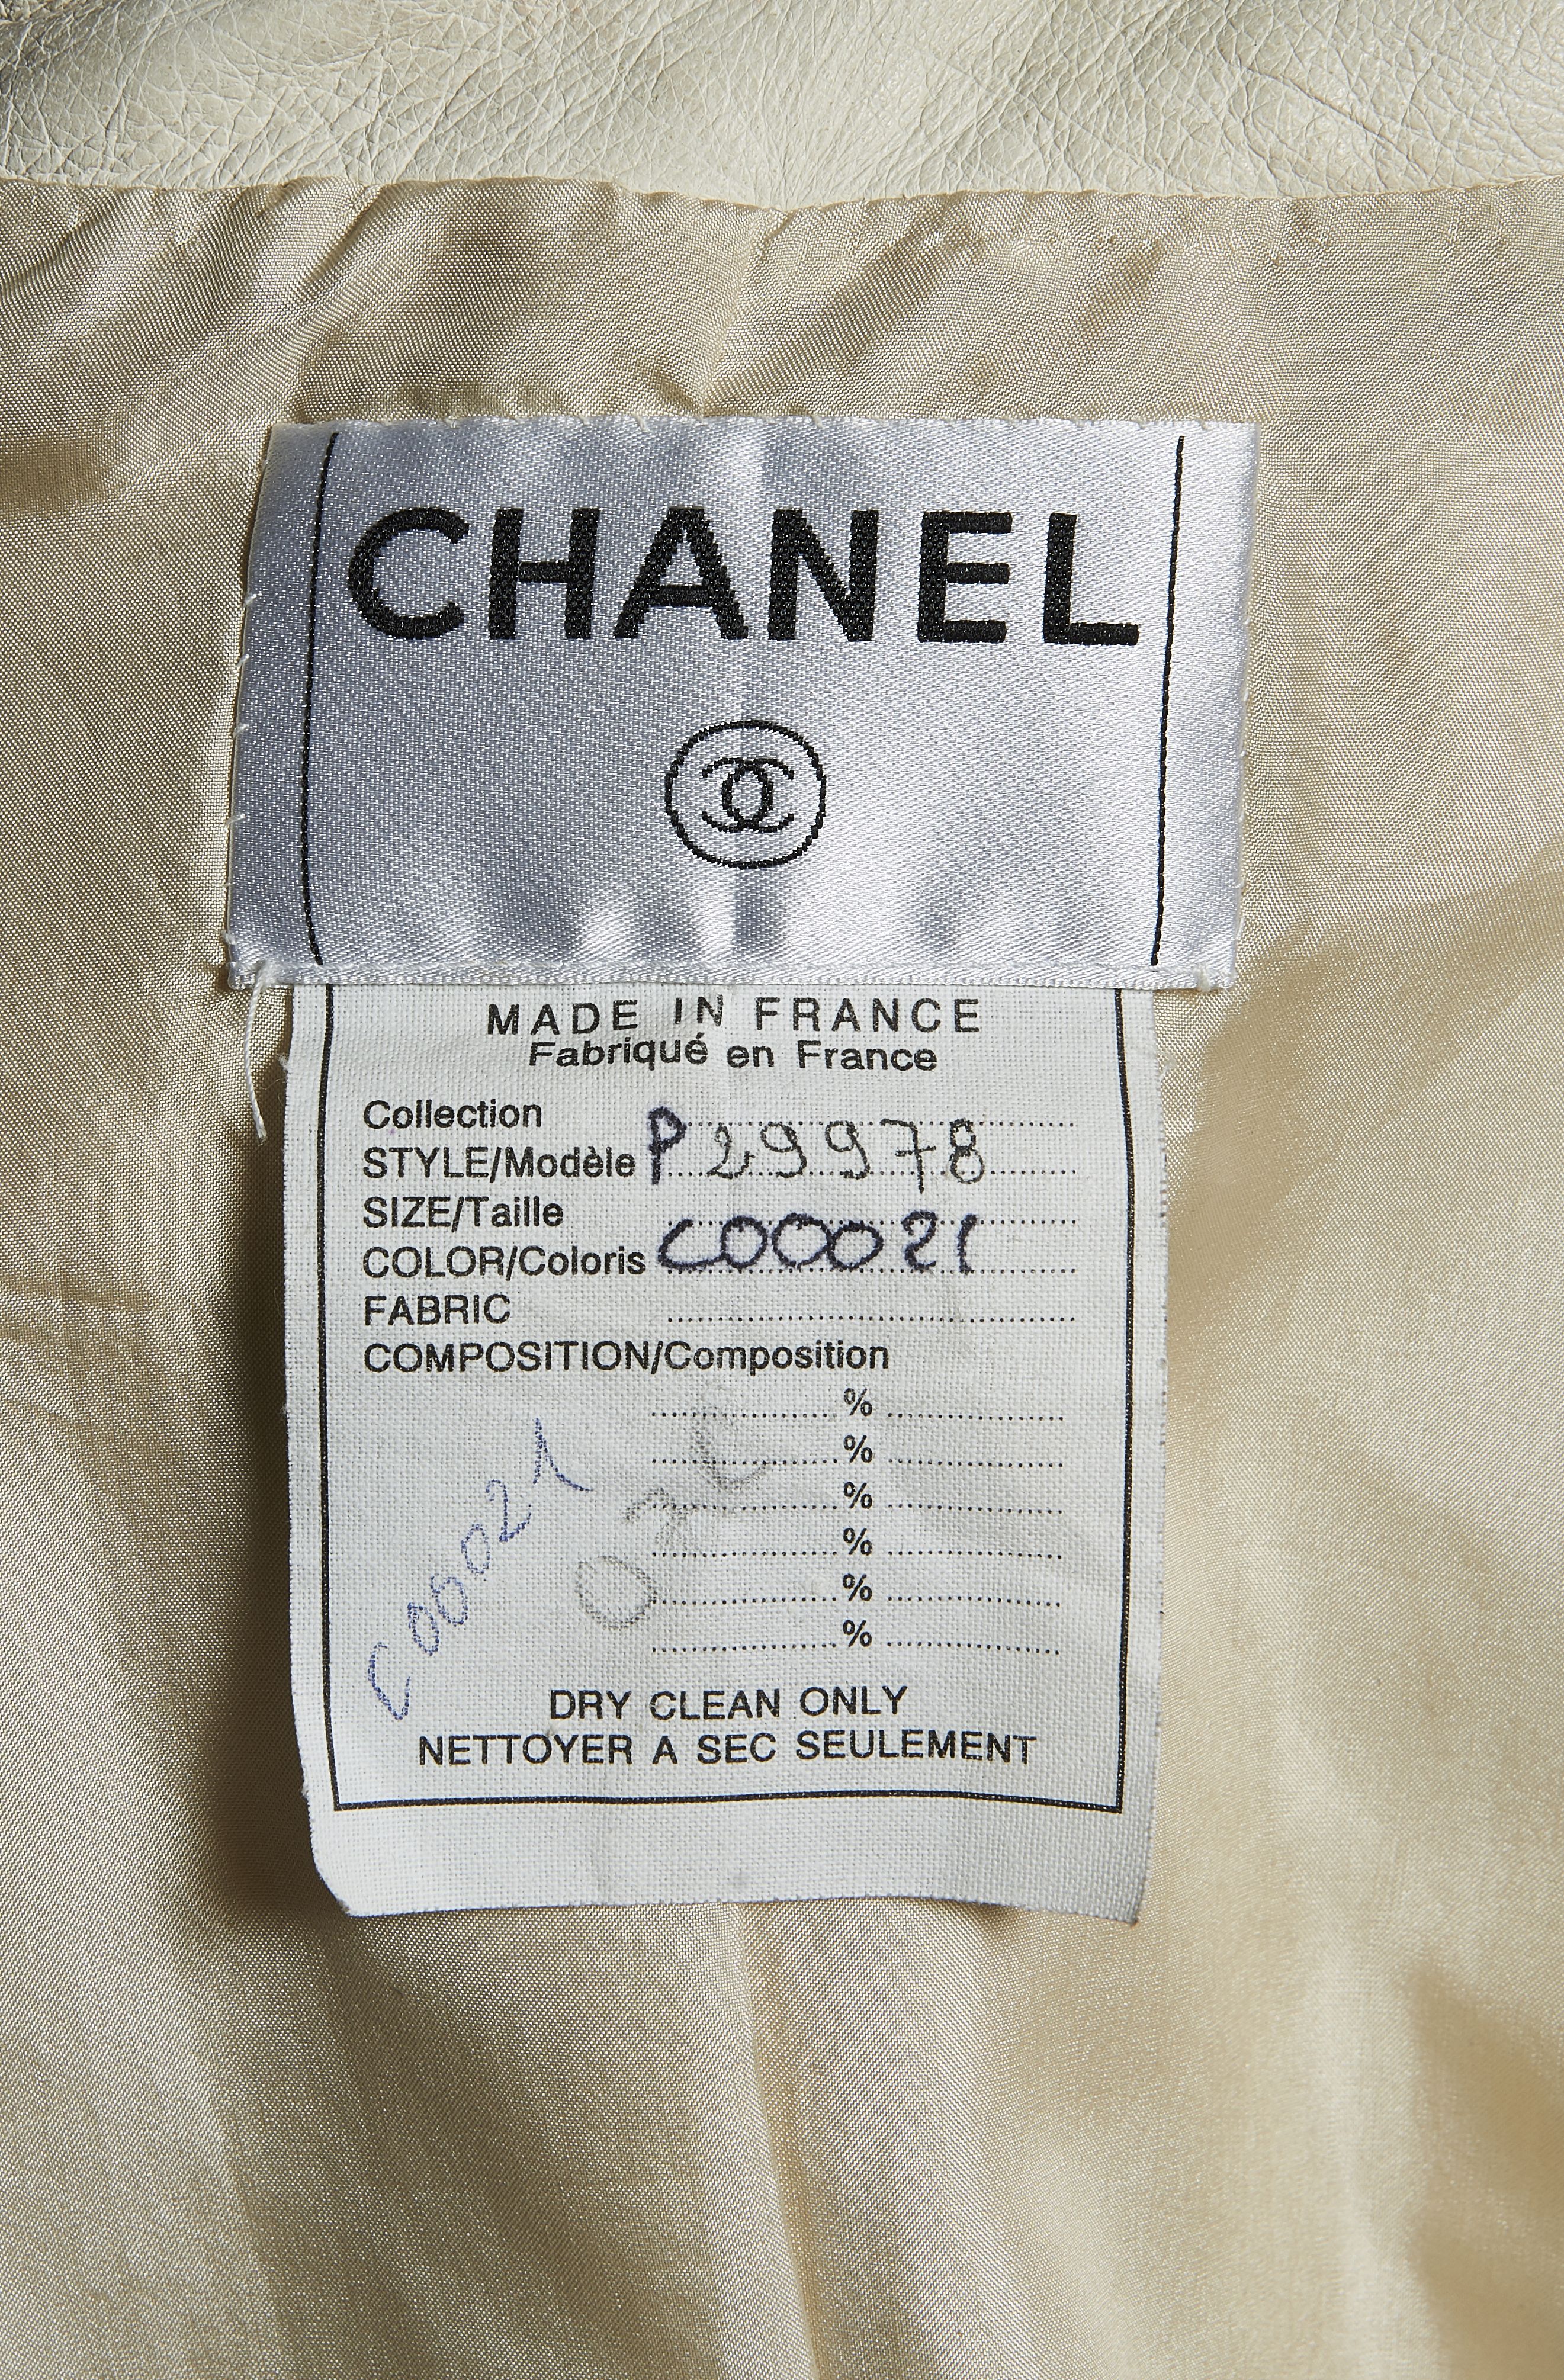 CHANEL
MADE IN FRANCE
Fabriqué en France
Collection
STYLE/Modèle P 29978
SIZE/Taille
COLOR/Coloris C00021
FABRIC
COMPOSITION/Composition
%
%
%
%
%
%
C00021
DRY CLEAN ONLY
NETTOYER A SEC SEULEMENT